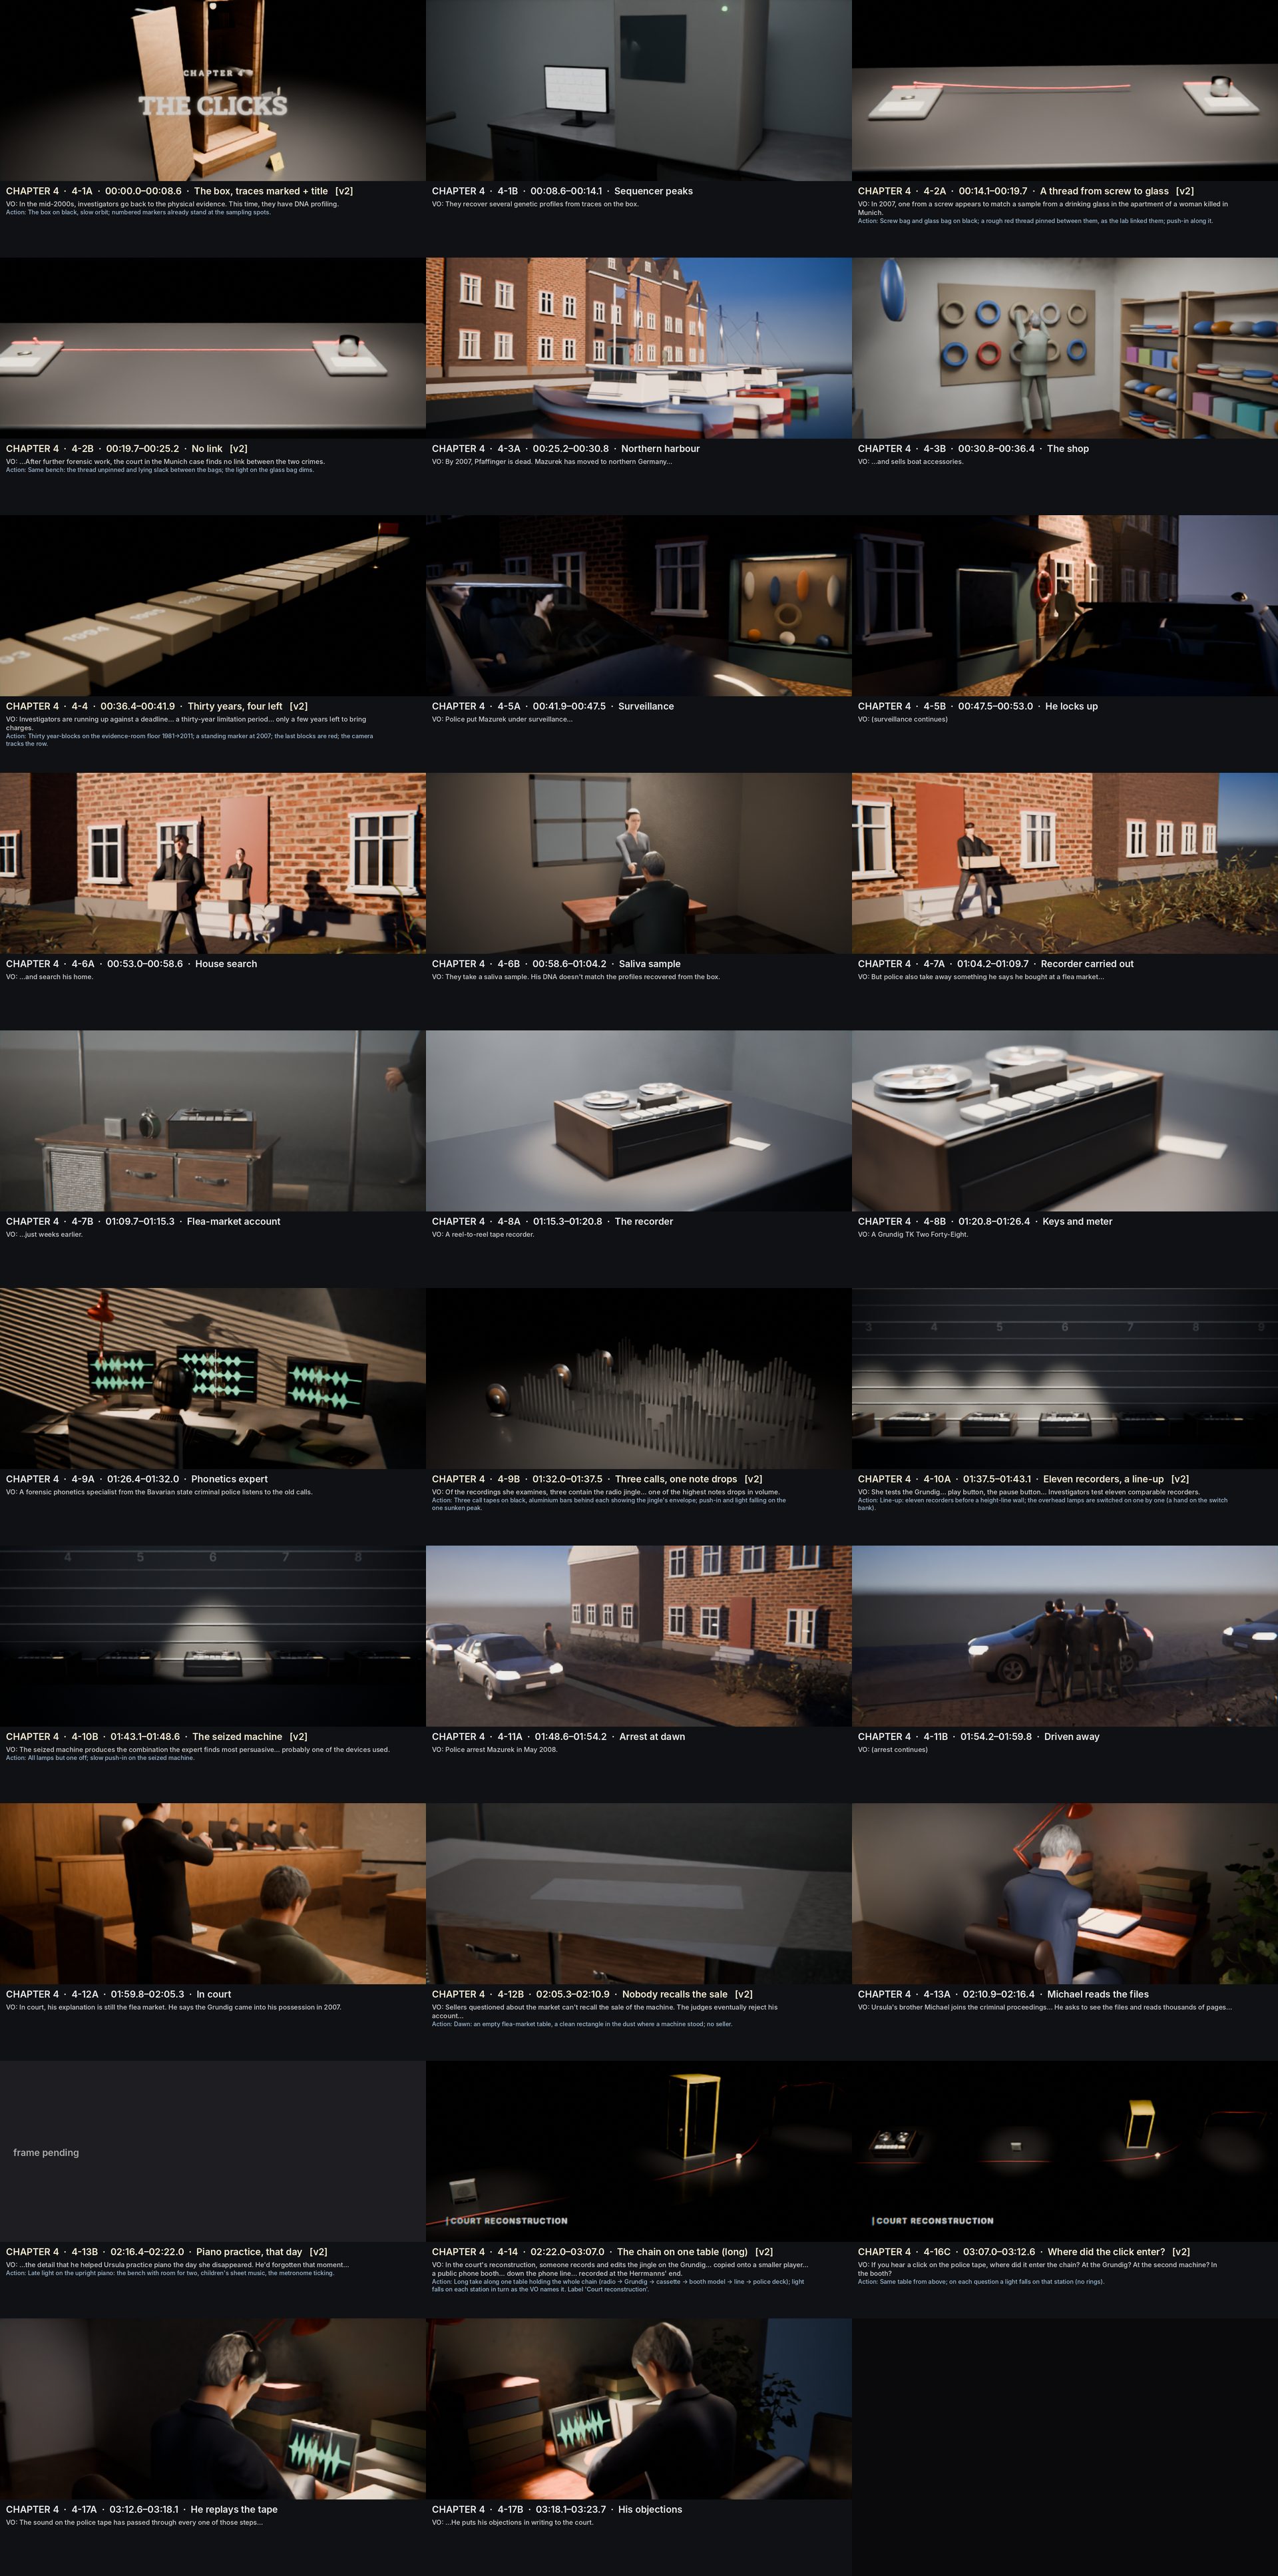 CHAPTER 4
THE CLICKS
CHAPTER 4 · 4-1A · 00:00.0–00:08.6 · The box, traces marked + title [v2]
VO: In the mid-2000s, investigators go back to the physical evidence. This time, they have DNA profiling.
Action: The box on black, slow orbit; numbered markers already stand at the sampling spots.
CHAPTER 4 · 4-1B · 00:08.6–00:14.1 · Sequencer peaks
VO: They recover several genetic profiles from traces on the box.
CHAPTER 4 · 4-2A · 00:14.1–00:19.7 · A thread from screw to glass [v2]
VO: In 2007, one from a screw appears to match a sample from a drinking glass in the apartment of a woman killed in
Munich.
Action: Screw bag and glass bag on black; a rough red thread pinned between them, as the lab linked them; push-in along it.
CHAPTER 4 · 4-2B · 00:19.7–00:25.2 · No link [v2]
VO: ...After further forensic work, the court in the Munich case finds no link between the two crimes.
Action: Same bench: the thread unpinned and lying slack between the bags; the light on the glass bag dims.
CHAPTER 4 · 4-3A · 00:25.2–00:30.8 · Northern harbour
VO: By 2007, Pfaffinger is dead. Mazurek has moved to northern Germany...
CHAPTER 4 · 4-3B · 00:30.8–00:36.4 · The shop
VO: ...and sells boat accessories.
93
1994
1995
CHAPTER 4 · 4-4 · 00:36.4–00:41.9 · Thirty years, four left [v2]
VO: Investigators are running up against a deadline... a thirty-year limitation period... only a few years left to bring
charges.
Action: Thirty year-blocks on the evidence-room floor 1981→2011; a standing marker at 2007; the last blocks are red; the camera
tracks the row.
CHAPTER 4 · 4-5A · 00:41.9–00:47.5 · Surveillance
VO: Police put Mazurek under surveillance...
CHAPTER 4 · 4-5B · 00:47.5–00:53.0 · He locks up
VO: (surveillance continues)
CHAPTER 4 · 4-6A · 00:53.0–00:58.6 · House search
VO: ...and search his home.
CHAPTER 4 · 4-6B · 00:58.6–01:04.2 · Saliva sample
VO: They take a saliva sample. His DNA doesn't match the profiles recovered from the box.
CHAPTER 4 · 4-7A · 01:04.2–01:09.7 · Recorder carried out
VO: But police also take away something he says he bought at a flea market...
CHAPTER 4 · 4-7B · 01:09.7–01:15.3 · Flea-market account
VO: ...just weeks earlier.
CHAPTER 4 · 4-8A · 01:15.3–01:20.8 · The recorder
VO: A reel-to-reel tape recorder.
CHAPTER 4 · 4-8B · 01:20.8–01:26.4 · Keys and meter
VO: A Grundig TK Two Forty-Eight.
3 4 5 6 7 8 9
CHAPTER 4 · 4-9A · 01:26.4–01:32.0 · Phonetics expert
VO: A forensic phonetics specialist from the Bavarian state criminal police listens to the old calls.
CHAPTER 4 · 4-9B · 01:32.0–01:37.5 · Three calls, one note drops [v2]
VO: Of the recordings she examines, three contain the radio jingle... one of the highest notes drops in volume.
Action: Three call tapes on black, aluminium bars behind each showing the jingle's envelope; push-in and light falling on the
one sunken peak.
CHAPTER 4 · 4-10A · 01:37.5–01:43.1 · Eleven recorders, a line-up [v2]
VO: She tests the Grundig... play button, the pause button... Investigators test eleven comparable recorders.
Action: Line-up: eleven recorders before a height-line wall; the overhead lamps are switched on one by one (a hand on the switch
bank).
4 5 6 7 8
CHAPTER 4 · 4-10B · 01:43.1–01:48.6 · The seized machine [v2]
VO: The seized machine produces the combination the expert finds most persuasive... probably one of the devices used.
Action: All lamps but one off; slow push-in on the seized machine.
CHAPTER 4 · 4-11A · 01:48.6–01:54.2 · Arrest at dawn
VO: Police arrest Mazurek in May 2008.
CHAPTER 4 · 4-11B · 01:54.2–01:59.8 · Driven away
VO: (arrest continues)
CHAPTER 4 · 4-12A · 01:59.8–02:05.3 · In court
VO: In court, his explanation is still the flea market. He says the Grundig came into his possession in 2007.
CHAPTER 4 · 4-12B · 02:05.3–02:10.9 · Nobody recalls the sale [v2]
VO: Sellers questioned about the market can't recall the sale of the machine. The judges eventually reject his
account...
Action: Dawn: an empty flea-market table, a clean rectangle in the dust where a machine stood; no seller.
CHAPTER 4 · 4-13A · 02:10.9–02:16.4 · Michael reads the files
VO: Ursula's brother Michael joins the criminal proceedings... He asks to see the files and reads thousands of pages...
frame pending
CHAPTER 4 · 4-13B · 02:16.4–02:22.0 · Piano practice, that day [v2]
VO: ...the detail that he helped Ursula practice piano the day she disappeared. He'd forgotten that moment...
Action: Late light on the upright piano: the bench with room for two, children's sheet music, the metronome ticking.
COURT RECONSTRUCTION
CHAPTER 4 · 4-14 · 02:22.0–03:07.0 · The chain on one table (long) [v2]
VO: In the court's reconstruction, someone records and edits the jingle on the Grundig... copied onto a smaller player...
a public phone booth... down the phone line... recorded at the Herrmanns' end.
Action: Long take along one table holding the whole chain (radio → Grundig → cassette → booth model → line → police deck); light
falls on each station in turn as the VO names it. Label 'Court reconstruction'.
COURT RECONSTRUCTION
CHAPTER 4 · 4-16C · 03:07.0–03:12.6 · Where did the click enter? [v2]
VO: If you hear a click on the police tape, where did it enter the chain? At the Grundig? At the second machine? In
the booth?
Action: Same table from above; on each question a light falls on that station (no rings).
CHAPTER 4 · 4-17A · 03:12.6–03:18.1 · He replays the tape
VO: The sound on the police tape has passed through every one of those steps...
CHAPTER 4 · 4-17B · 03:18.1–03:23.7 · His objections
VO: ...He puts his objections in writing to the court.